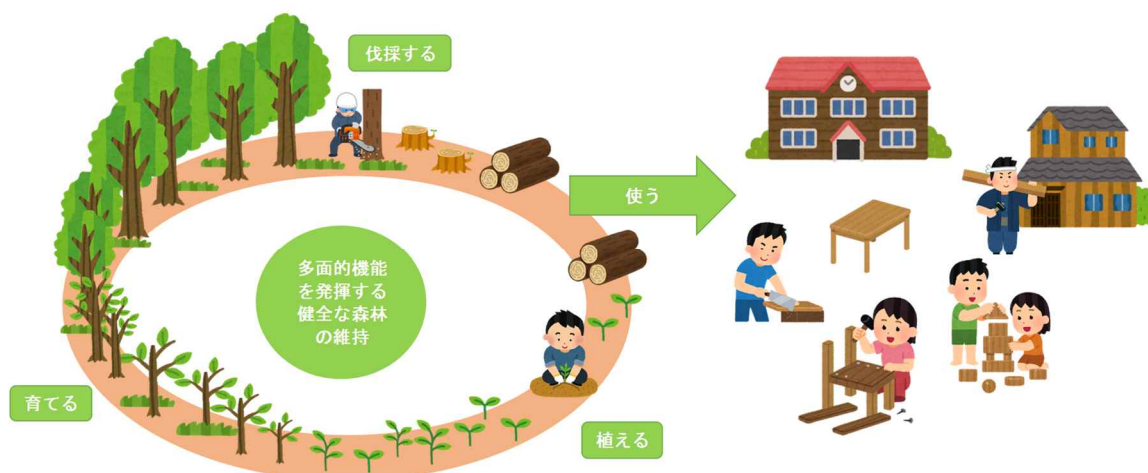 伐採する
使う
多面的機能
を発揮する
健全な森林
の維持
育てる
植える